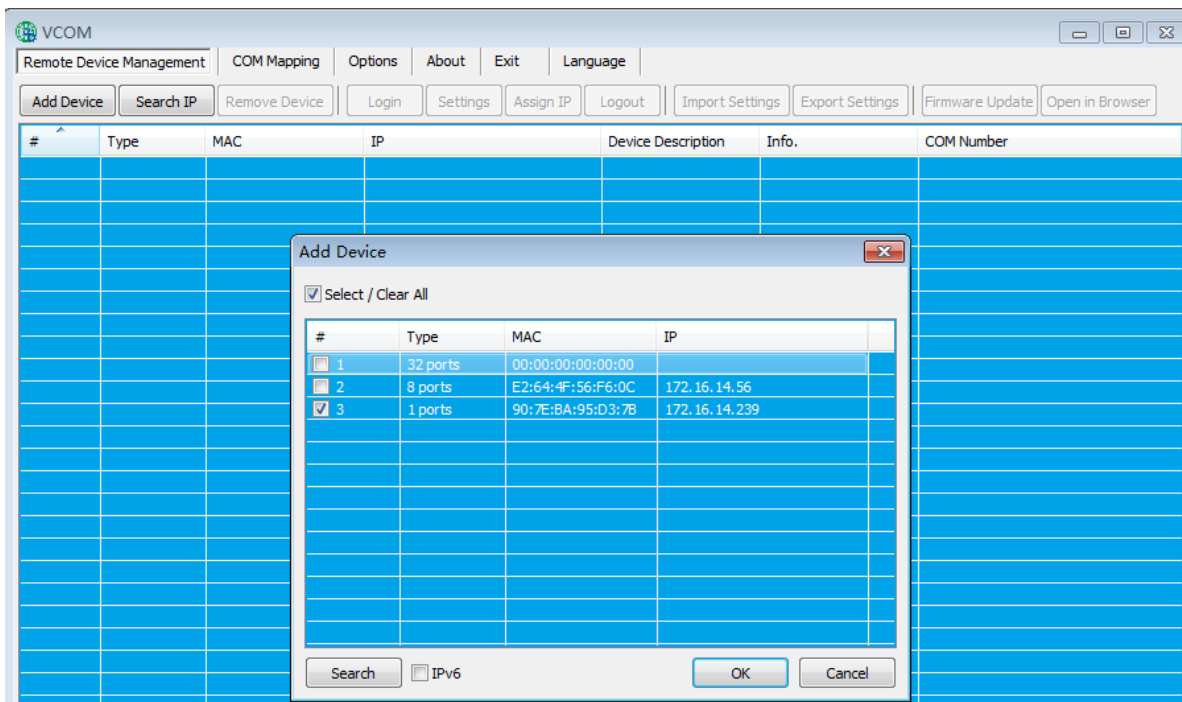 VCOM
Remote Device Management COM Mapping Options About Exit Language
Add Device Search IP Remove Device Login Settings Assign IP Logout Import Settings Export Settings Firmware Update Open in Browser
# Type MAC IP Device Description Info. COM Number
Add Device
Select / Clear All
# Type MAC IP
1 32 ports 00:00:00:00:00:00
2 8 ports E2:64:4F:56:F6:0C 172.16.14.56
3 1 ports 90:7E:BA:95:D3:7B 172.16.14.239
Search IPv6 OK Cancel